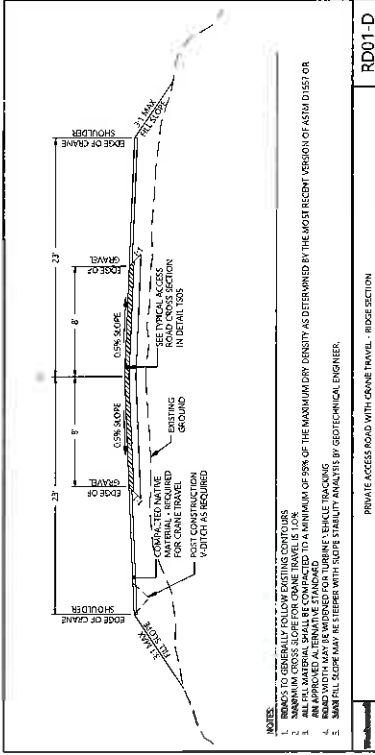 23'
23'
8'
8'
EDGE OF CRANE
SHOULDER
EDGE OF
GRAVEL
0.5% SLOPE
0.5% SLOPE
EDGE OF
GRAVEL
EDGE OF CRANE
SHOULDER
3:1 MAX
FILL SLOPE
3:1 MAX
FILL SLOPE
COMPACTED NATIVE
MATERIAL - REQUIRED
FOR CRANE TRAVEL
POST CONSTRUCTION
V-DITCH AS REQUIRED
EXISTING
GROUND
SEE TYPICAL ACCESS
ROAD CROSS SECTION
IN DETAIL 1505
NOTES:
1. ROADS TO GENERALLY FOLLOW EXISTING CONTOURS
2. MAXIMUM CROSS SLOPE FOR CRANE TRAVEL IS 1.0%
3. ALL FILL MATERIAL SHALL BE COMPACTED TO A MINIMUM OF 95% OF THE MAXIMUM DRY DENSITY AS DETERMINED BY THE MOST RECENT VERSION OF ASTM D1557 OR
AN APPROVED ALTERNATIVE STANDARD
4. ROAD WIDTH MAY BE WIDENED FOR TURBINE VEHICLE TRACKING
5. MAX FILL SLOPE MAY BE STEEPER WITH SLOPE STABILITY ANALYSIS BY GEOTECHNICAL ENGINEER.
PRIVATE ACCESS ROAD WITH CRANE TRAVEL - RIDGE SECTION
RD01-D